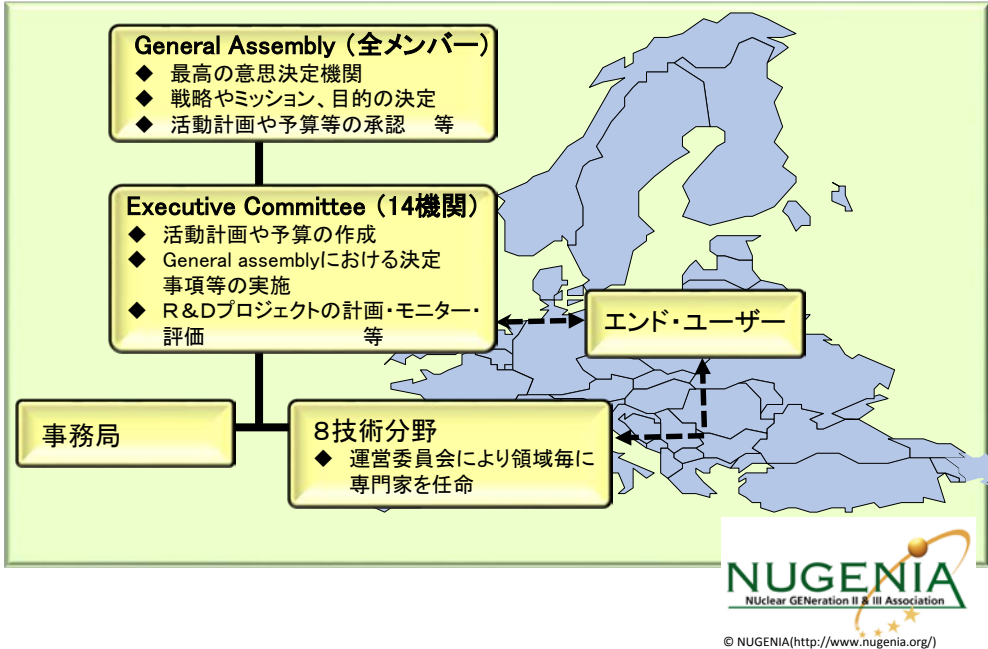 General Assembly（全メンバー）
◆ 最高の意思決定機関
◆ 戦略やミッション、目的の決定
◆ 活動計画や予算等の承認　等
Executive Committee（14機関）
◆ 活動計画や予算の作成
◆ General assemblyにおける決定
事項等の実施
◆ Ｒ＆Ｄプロジェクトの計画・モニター・
評価　等
エンド・ユーザー
事務局
８技術分野
◆ 運営委員会により領域毎に
専門家を任命
NUGENIA
NUclear GENeration II & III Association
© NUGENIA(http://www.nugenia.org/)